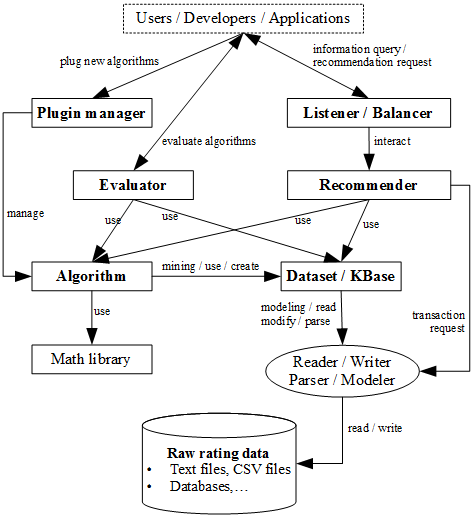 Users / Developers / Applications
plug new algorithms
information query /
recommendation request
Plugin manager
Listener / Balancer
evaluate algorithms
interact
Evaluator
Recommender
manage
use
use
use
use
Algorithm
mining / use / create
Dataset / KBase
use
modeling / read
modify / parse
transaction
request
Math library
Reader / Writer
Parser / Modeler
read / write
Raw rating data
• Text files, CSV files
• Databases,…